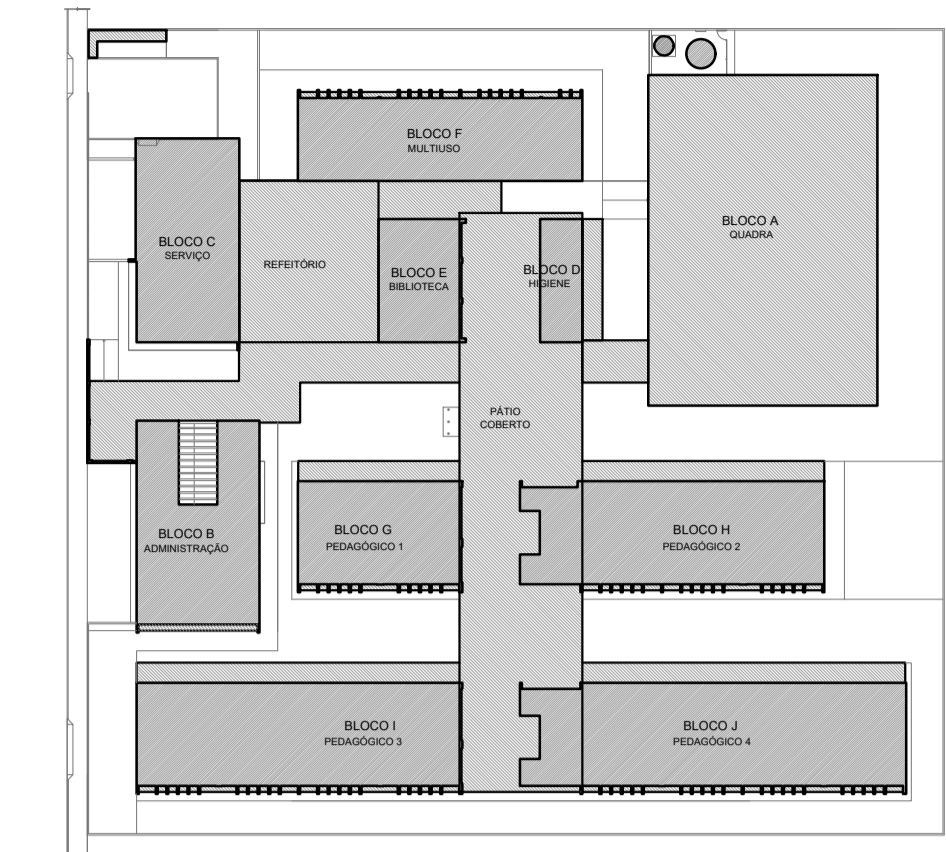 BLOCO F
MULTIUSO
BLOCO A
QUADRA
BLOCO C
SERVIÇO
REFEITÓRIO
BLOCO E
BIBLIOTECA
BLOCO D
HIGIENE
PÁTIO
COBERTO
BLOCO B
ADMINISTRAÇÃO
BLOCO G
PEDAGÓGICO 1
BLOCO H
PEDAGÓGICO 2
BLOCO I
PEDAGÓGICO 3
BLOCO J
PEDAGÓGICO 4